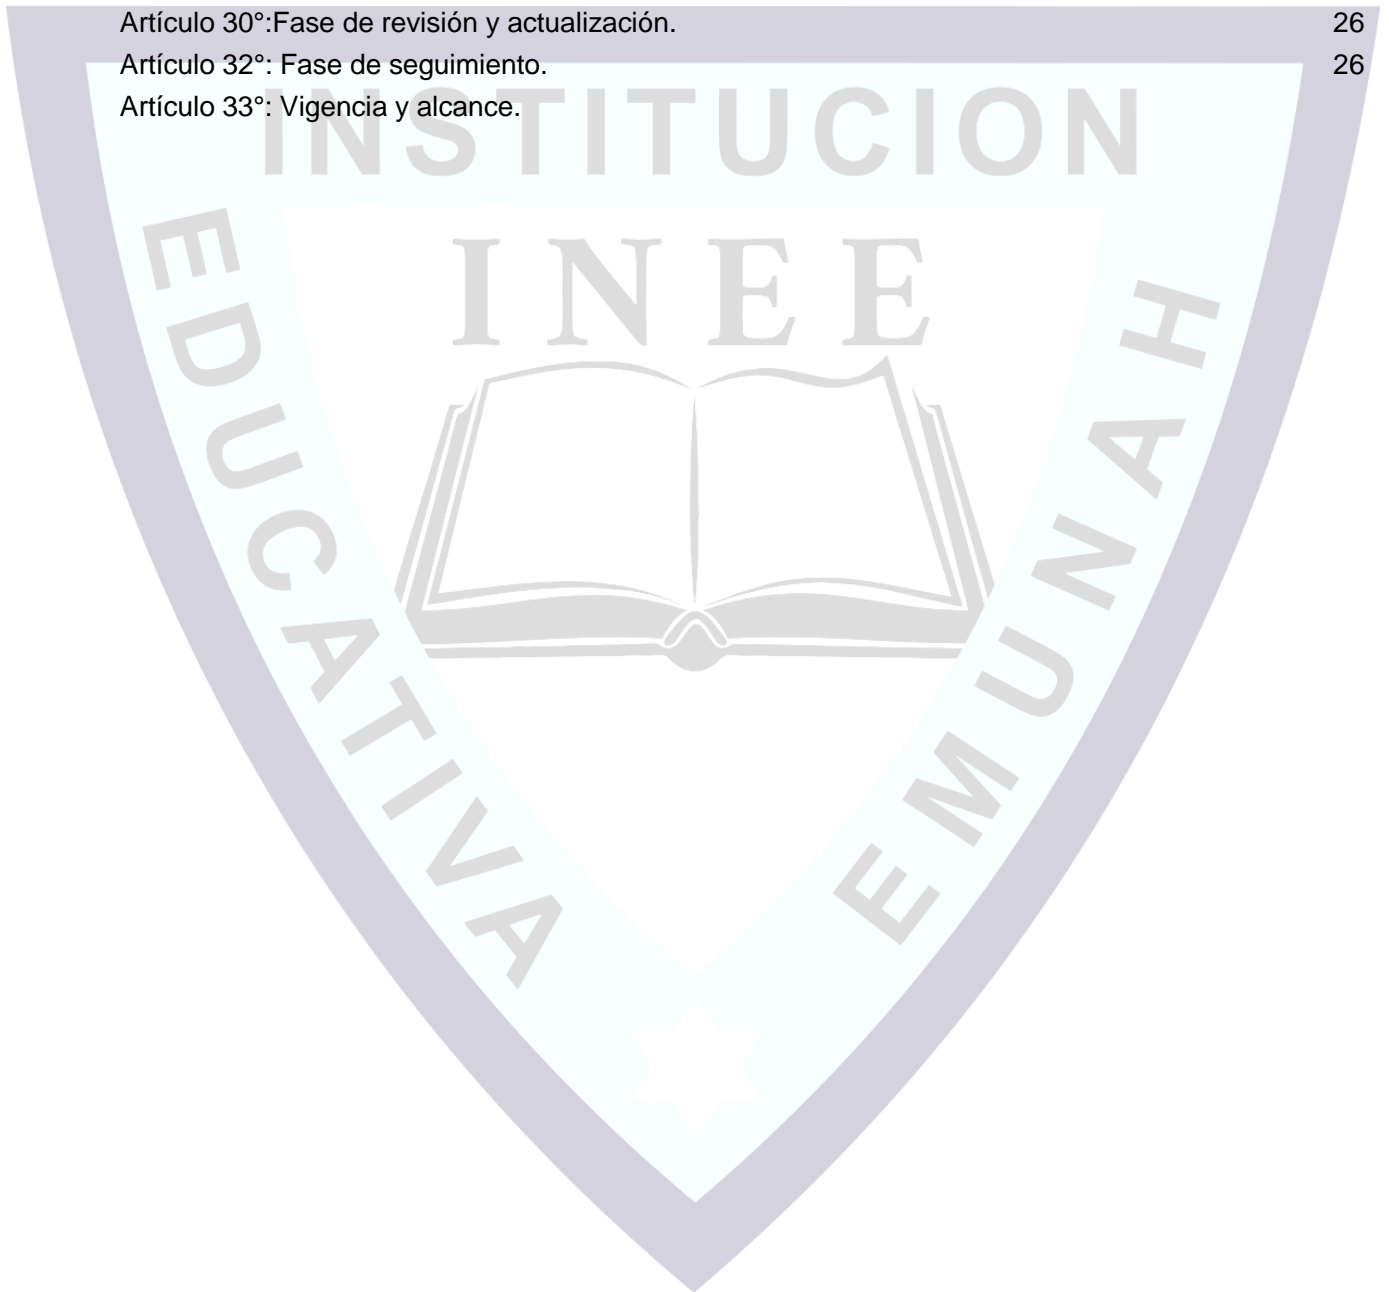 Artículo 30°:Fase de revisión y actualización. 26
Artículo 32°: Fase de seguimiento. 26
Artículo 33°: Vigencia y alcance.
INSTITUCION
EDUCATIVA
INEE
EMUNAH